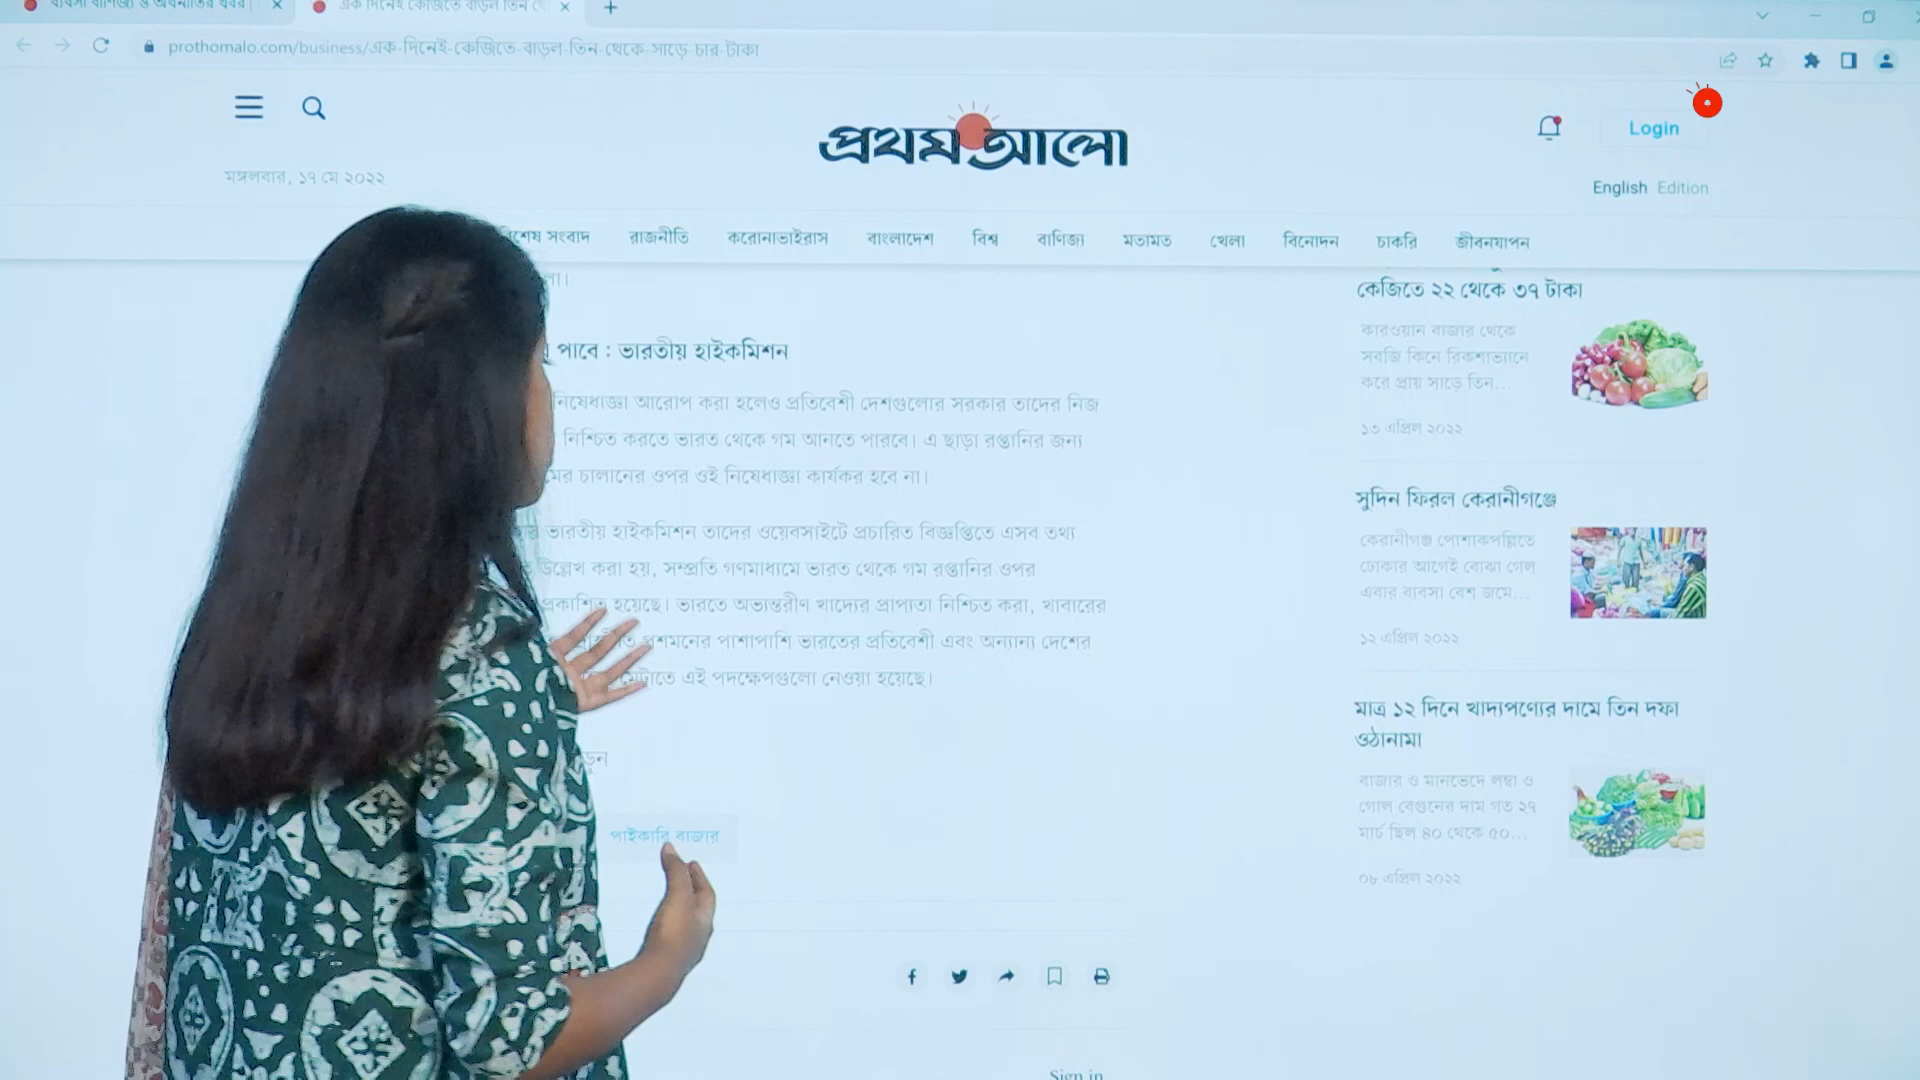 ব্যবসা বাণিজ্য ও অর্থনীতির খবর
এক দিনেই কেজিতে বাড়ল তিন থে
prothomalo.com/business/এক-দিনেই-কেজিতে-বাড়ল-তিন-থেকে-সাড়ে-চার-টাকা
প্রথম আলো
Login
মঙ্গলবার, ১৭ মে ২০২২
English Edition
সংবাদ রাজনীতি করোনাভাইরাস বাংলাদেশ বিশ্ব বাণিজ্য মতামত খেলা বিনোদন চাকরি জীবনযাপন
পাবে : ভারতীয় হাইকমিশন
নিষেধাজ্ঞা আরোপ করা হলেও প্রতিবেশী দেশগুলোর সরকার তাদের নিজ
নিশ্চিত করতে ভারত থেকে গম আনতে পারবে। এ ছাড়া রপ্তানির জন্য
চালানের ওপর ওই নিষেধাজ্ঞা কার্যকর হবে না।
ভারতীয় হাইকমিশন তাদের ওয়েবসাইটে প্রচারিত বিজ্ঞপ্তিতে এসব তথ্য
উল্লেখ করা হয়, সম্প্রতি গণমাধ্যমে ভারত থেকে গম রপ্তানির ওপর
প্রকাশিত হয়েছে। ভারতে অভ্যন্তরীণ খাদ্যের প্রাপ্যতা নিশ্চিত করা, খাবারের
প্রশমনের পাশাপাশি ভারতের প্রতিবেশী এবং অন্যান্য দেশের
মেটাতে এই পদক্ষেপগুলো নেওয়া হয়েছে।
পাইকারি বাজার
কেজিতে ২২ থেকে ৩৭ টাকা
কারওয়ান বাজার থেকে
সবজি কিনে রিকশাভ্যানে
করে প্রায় সাড়ে তিন...
১৩ এপ্রিল ২০২২
সুদিন ফিরল কেরানীগঞ্জে
কেরানীগঞ্জ পোশাকপল্লিতে
ঢোকার আগেই বোঝা গেল
এবার ব্যবসা বেশ জমে...
১২ এপ্রিল ২০২২
মাত্র ১২ দিনে খাদ্যপণ্যের দামে তিন দফা
ওঠানামা
বাজার ও মানভেদে লম্বা ও
গোল বেগুনের দাম গত ২৭
মার্চ ছিল ৪০ থেকে ৫০...
০৮ এপ্রিল ২০২২
Sign in